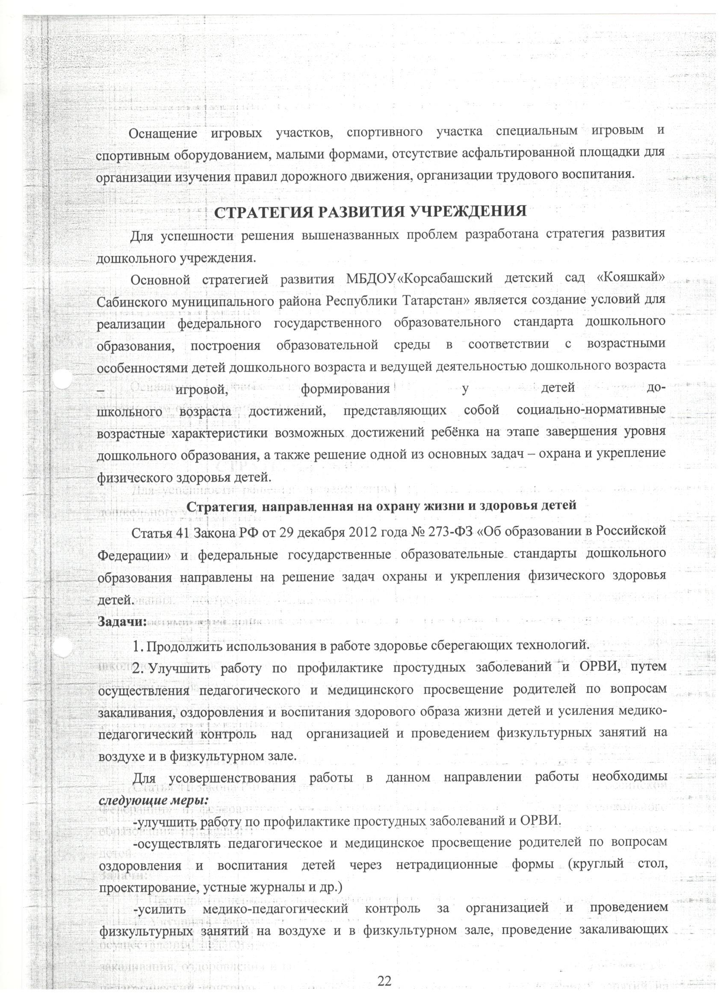 Оснащение игровых участков, спортивного участка специальным игровым и
спортивным оборудованием, малыми формами, отсутствие асфальтированной площадки для
организации изучения правил дорожного движения, организации трудового воспитания.
СТРАТЕГИЯ РАЗВИТИЯ УЧРЕЖДЕНИЯ
Для успешности решения вышеназванных проблем разработана стратегия развития
дошкольного учреждения.
Основной стратегией развития МБДОУ«Корсабашский детский сад «Кояшкай»
Сабинского муниципального района Республики Татарстан» является создание условий для
реализации федерального государственного образовательного стандарта дошкольного
образования, построения образовательной среды в соответствии с возрастными
особенностями детей дошкольного возраста и ведущей деятельностью дошкольного возраста
– игровой, формирования у детей до-
школьного возраста достижений, представляющих собой социально-нормативные
возрастные характеристики возможных достижений ребёнка на этапе завершения уровня
дошкольного образования, а также решение одной из основных задач – охрана и укрепление
физического здоровья детей.
Стратегия, направленная на охрану жизни и здоровья детей
Статья 41 Закона РФ от 29 декабря 2012 года № 273-ФЗ «Об образовании в Российской
Федерации» и федеральные государственные образовательные стандарты дошкольного
образования направлены на решение задач охраны и укрепления физического здоровья
детей.
Задачи:
1. Продолжить использования в работе здоровье сберегающих технологий.
2. Улучшить работу по профилактике простудных заболеваний и ОРВИ, путем
осуществления педагогического и медицинского просвещение родителей по вопросам
закаливания, оздоровления и воспитания здорового образа жизни детей и усиления медико-
педагогический контроль над организацией и проведением физкультурных занятий на
воздухе и в физкультурном зале.
Для усовершенствования работы в данном направлении работы необходимы
следующие меры:
-улучшить работу по профилактике простудных заболеваний и ОРВИ.
-осуществлять педагогическое и медицинское просвещение родителей по вопросам
оздоровления и воспитания детей через нетрадиционные формы (круглый стол,
проектирование, устные журналы и др.)
-усилить медико-педагогический контроль за организацией и проведением
физкультурных занятий на воздухе и в физкультурном зале, проведение закаливающих
22